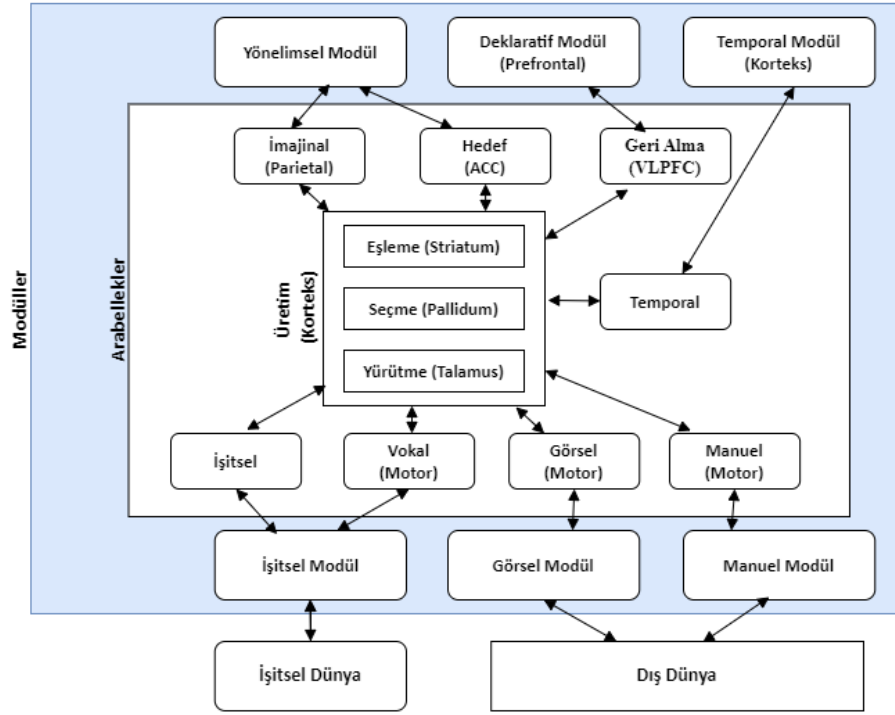 Yönelimsel Modül
Deklaratif Modül
(Prefrontal)
Temporal Modül
(Korteks)
İmajinal
(Parietal)
Hedef
(ACC)
Geri Alma
(VLPFC)
Modüller
Arabellekler
Üretim
(Korteks)
Eşleme (Striatum)
Seçme (Pallidum)
Yürütme (Talamus)
Temporal
İşitsel
Vokal
(Motor)
Görsel
(Motor)
Manuel
(Motor)
İşitsel Modül
Görsel Modül
Manuel Modül
İşitsel Dünya
Dış Dünya